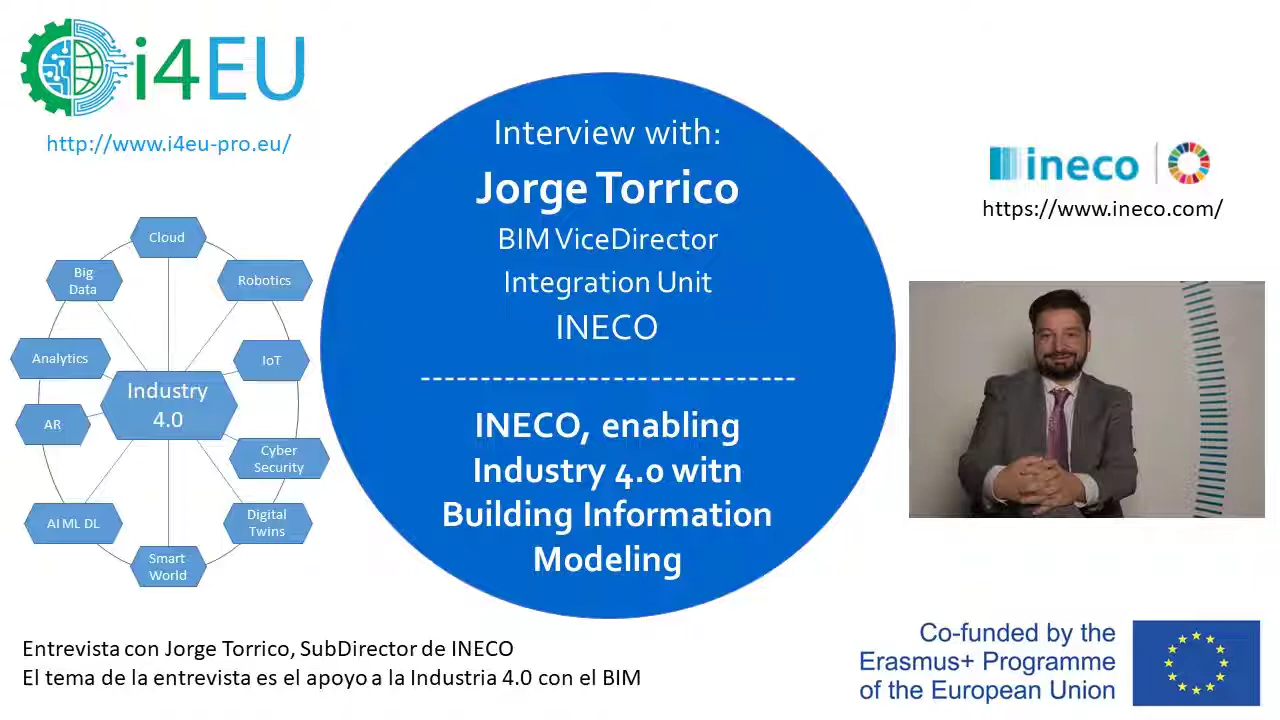 i4EU
http://www.i4eu-pro.eu/
Interview with:
Jorge Torrico
BIM ViceDirector
Integration Unit
INECO
-------------------------------
INECO, enabling
Industry 4.0 witn
Building Information
Modeling
ineco
https://www.ineco.com/
Cloud
Big
Data
Robotics
Analytics
IoT
Industry
4.0
AR
Cyber
Security
AI ML DL
Digital
Twins
Smart
World
Entrevista con Jorge Torrico, SubDirector de INECO
El tema de la entrevista es el apoyo a la Industria 4.0 con el BIM
Co-funded by the
Erasmus+ Programme
of the European Union